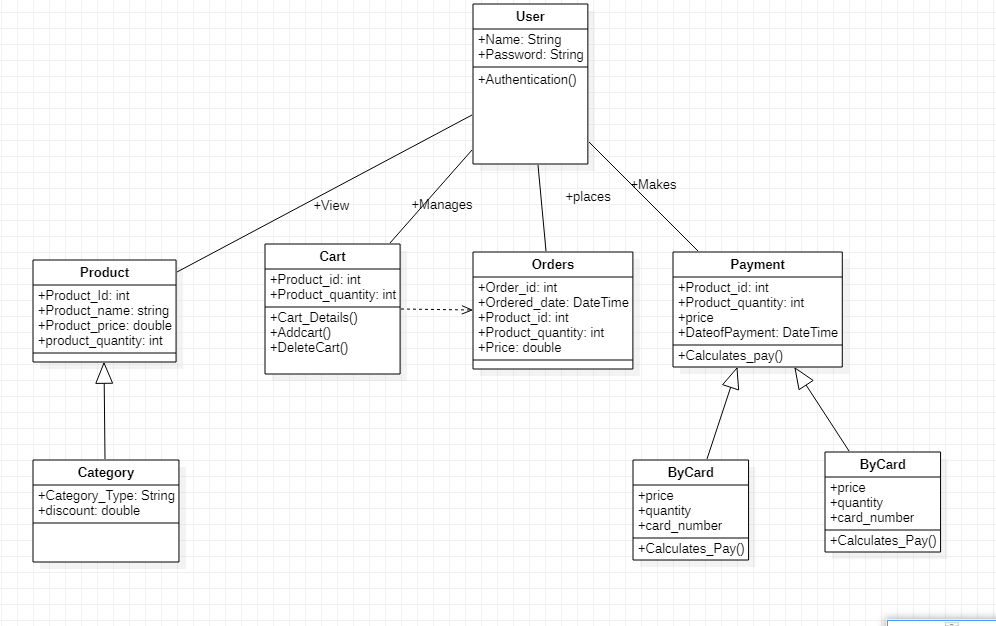 User
+Name: String
+Password: String
+Authentication()
+View
+Manages
+places
+Makes
Product
+Product_Id: int
+Product_name: string
+Product_price: double
+product_quantity: int
Cart
+Product_id: int
+Product_quantity: int
+Cart_Details()
+Addcart()
+DeleteCart()
Orders
+Order_id: int
+Ordered_date: DateTime
+Product_id: int
+Product_quantity: int
+Price: double
Payment
+Product_id: int
+Product_quantity: int
+price
+DateofPayment: DateTime
+Calculates_pay()
Category
+Category_Type: String
+discount: double
ByCard
+price
+quantity
+card_number
+Calculates_Pay()
ByCard
+price
+quantity
+card_number
+Calculates_Pay()